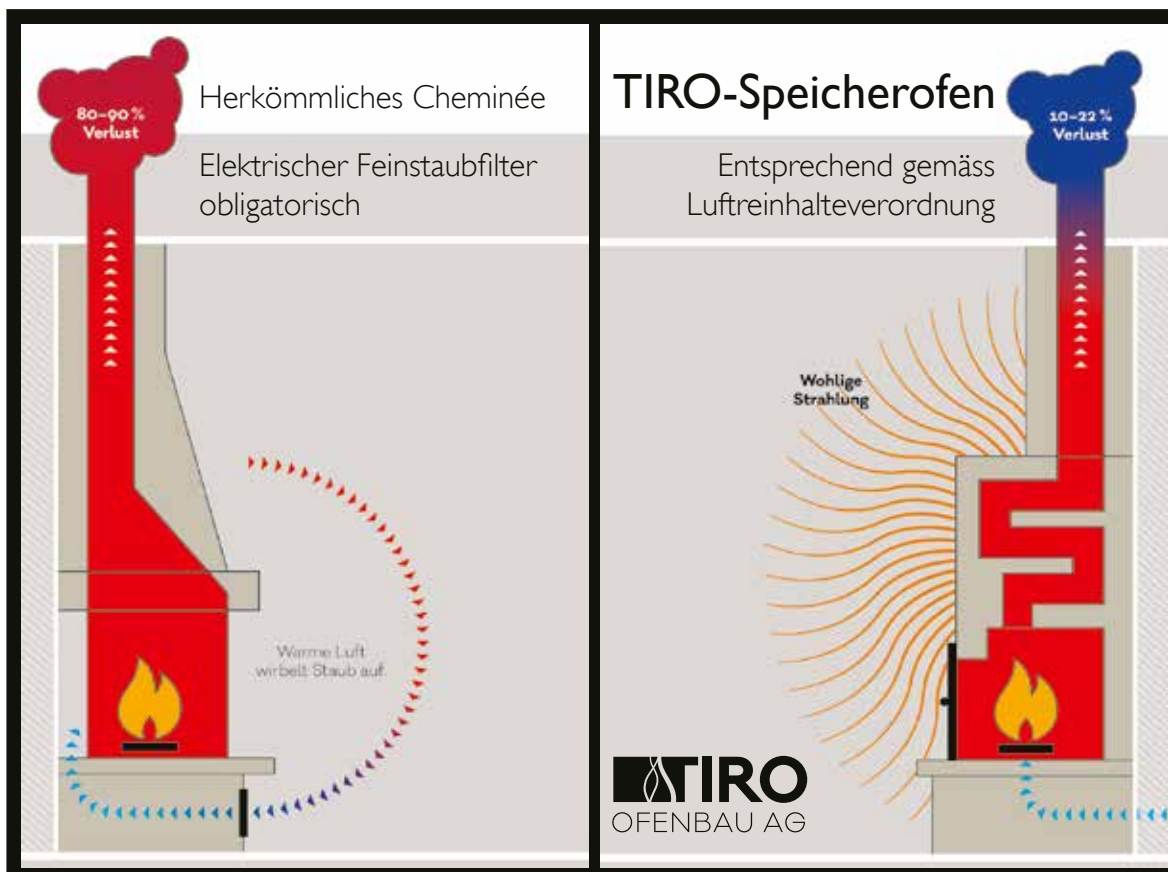 80–90 %
Verlust
Herkömmliches Cheminée
Elektrischer Feinstaubfilter
obligatorisch
Warme Luft
wirbelt Staub auf.
TIRO-Speicherofen
10–22 %
Verlust
Entsprechend gemäss
Luftreinhalteverordnung
Wohlige
Strahlung
TIRO
OFENBAU AG